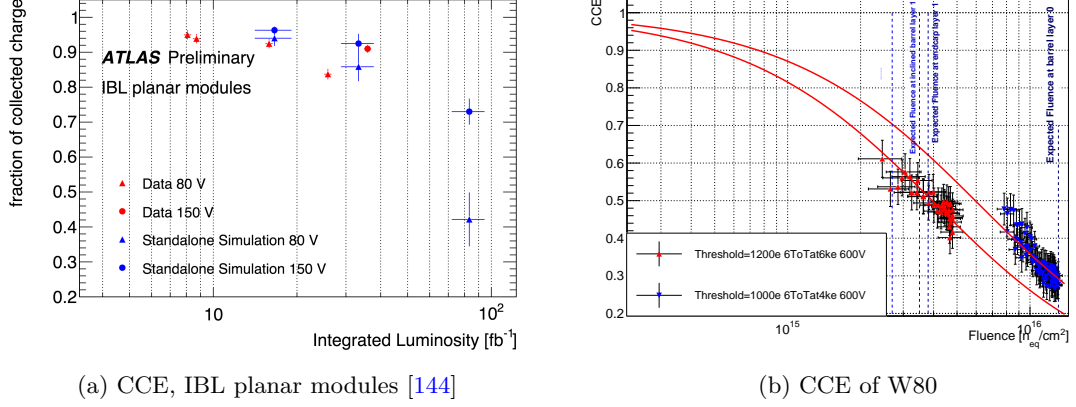 fraction of collected charge
1
0.9
0.8
0.7
0.6
0.5
0.4
0.3
0.2
ATLAS Preliminary
IBL planar modules
Data 80 V
Data 150 V
Standalone Simulation 80 V
Standalone Simulation 150 V
10
10²
Integrated Luminosity [fb⁻¹]
(a) CCE, IBL planar modules [144]
CCE
1
0.9
0.8
0.7
0.6
0.5
0.4
0.3
0.2
Expected Fluence at inclined barrel layer 1
Expected Fluence at endcap layer 1
Expected Fluence at barrel layer 0
Threshold=1200e 6ToTat6ke 600V
Threshold=1000e 6ToTat4ke 600V
10¹⁵
10¹⁶
Fluence [n_eq/cm²]
(b) CCE of W80